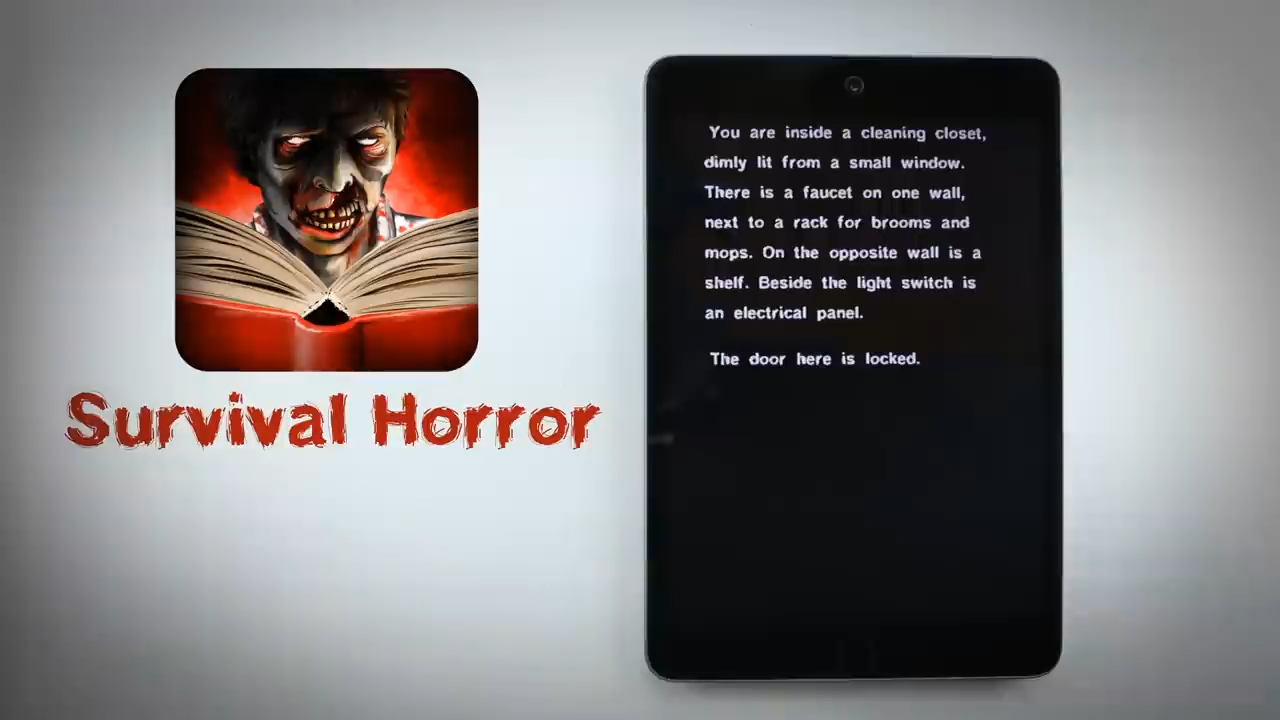 Survival Horror
You are inside a cleaning closet,
dimly lit from a small window.
There is a faucet on one wall,
next to a rack for brooms and
mops. On the opposite wall is a
shelf. Beside the light switch is
an electrical panel.
The door here is locked.